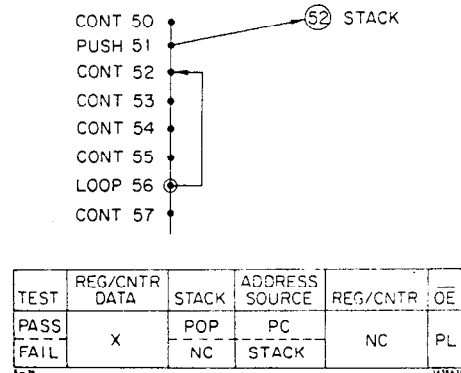 CONT 50
52 STACK
PUSH 51
CONT 52
CONT 53
CONT 54
CONT 55
LOOP 56
CONT 57
TEST REG/CNTR DATA STACK ADDRESS SOURCE REG/CNTR OE
PASS X POP PC NC PL
FAIL NC STACK